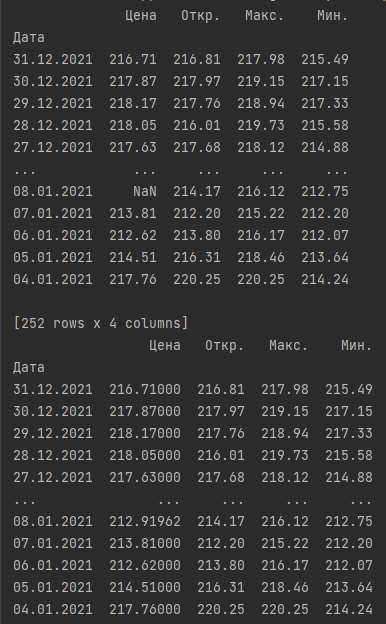 Цена Откр. Макс. Мин.
Дата
31.12.2021 216.71 216.81 217.98 215.49
30.12.2021 217.87 217.97 219.15 217.15
29.12.2021 218.17 217.76 218.94 217.33
28.12.2021 218.05 216.01 219.73 215.58
27.12.2021 217.63 217.68 218.12 214.88
... ... ... ... ...
08.01.2021 NaN 214.17 216.12 212.75
07.01.2021 213.81 212.20 215.22 212.20
06.01.2021 212.62 213.80 216.17 212.07
05.01.2021 214.51 216.31 218.46 213.64
04.01.2021 217.76 220.25 220.25 214.24
[252 rows x 4 columns]
Цена Откр. Макс. Мин.
Дата
31.12.2021 216.71000 216.81 217.98 215.49
30.12.2021 217.87000 217.97 219.15 217.15
29.12.2021 218.17000 217.76 218.94 217.33
28.12.2021 218.05000 216.01 219.73 215.58
27.12.2021 217.63000 217.68 218.12 214.88
... ... ... ... ...
08.01.2021 212.91962 214.17 216.12 212.75
07.01.2021 213.81000 212.20 215.22 212.20
06.01.2021 212.62000 213.80 216.17 212.07
05.01.2021 214.51000 216.31 218.46 213.64
04.01.2021 217.76000 220.25 220.25 214.24